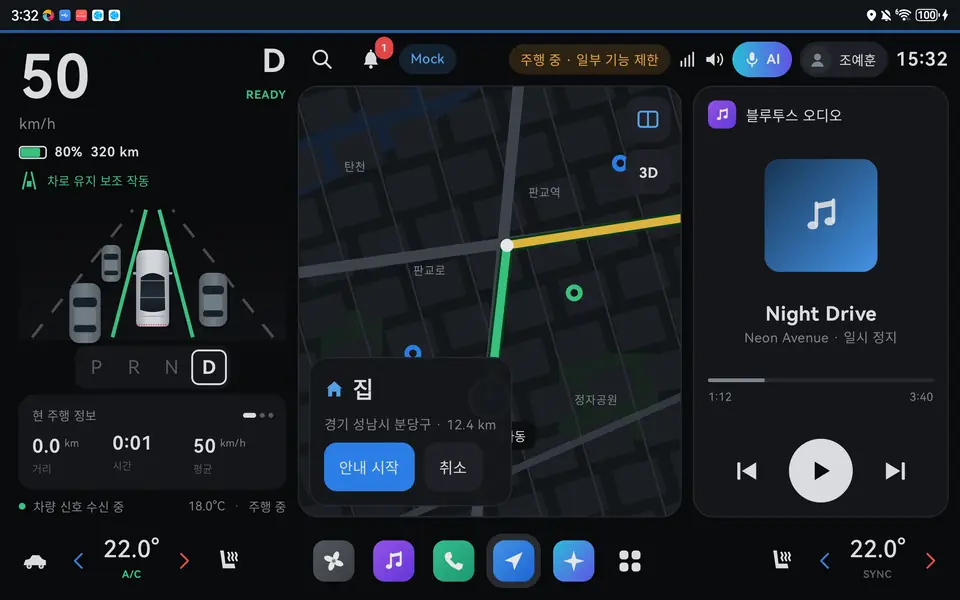 3:32
100
50
D
km/h
READY
80% 320 km
차로 유지 보조 작동
P R N D
현 주행 정보
0.0 km
거리
0:01
시간
50 km/h
평균
차량 신호 수신 중
18.0°C · 주행 중
1
Mock
주행 중 · 일부 기능 제한
AI
조예훈
15:32
탄천
판교역
3D
판교로
정자공원
집
경기 성남시 분당구 · 12.4 km
안내 시작
취소
블루투스 오디오
Night Drive
Neon Avenue · 일시 정지
1:12
3:40
22.0°
A/C
22.0°
SYNC